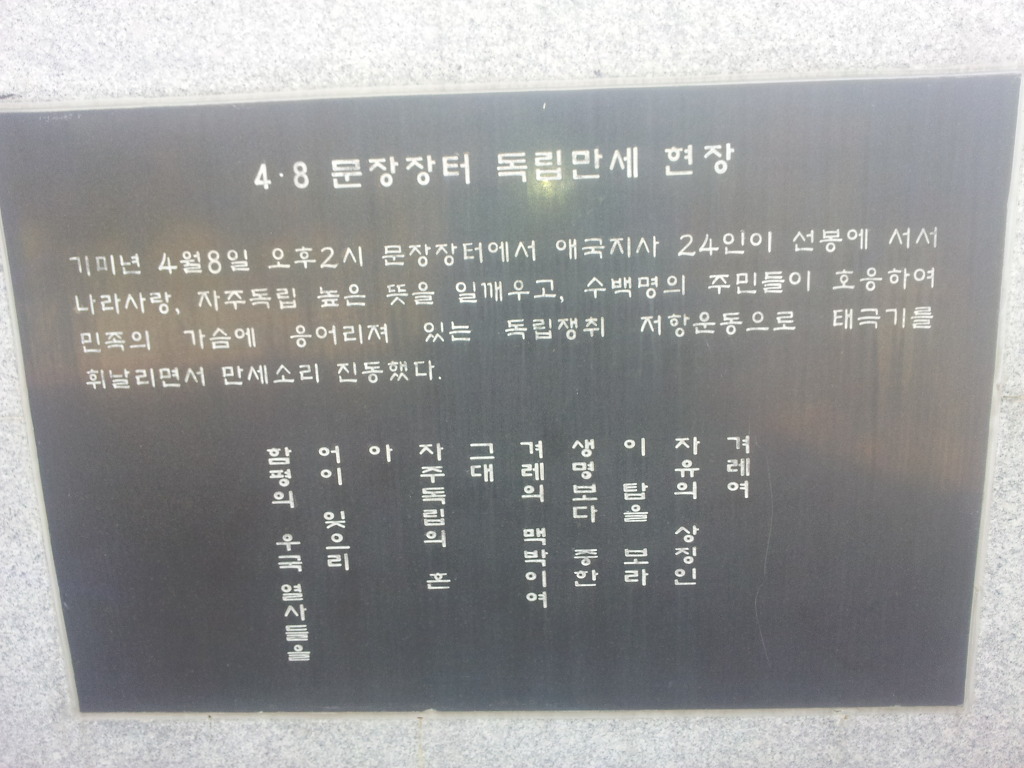 4·8 문장장터 독립만세 현장
기미년 4월8일 오후2시 문장장터에서 애국지사 24인이 선봉에 서서
나라사랑, 자주독립 높은 뜻을 일깨우고, 수백명의 주민들이 호응하여
민족의 가슴에 응어리져 있는 독립쟁취 저항운동으로 태극기를
휘날리면서 만세소리 진동했다.
겨레여
자유의 상징인
이 탑을 보라
생명보다 중한
겨레의 맥박이여
그대
자주독립의 혼
아
어이 잊으리
함평의 우국 열사들을